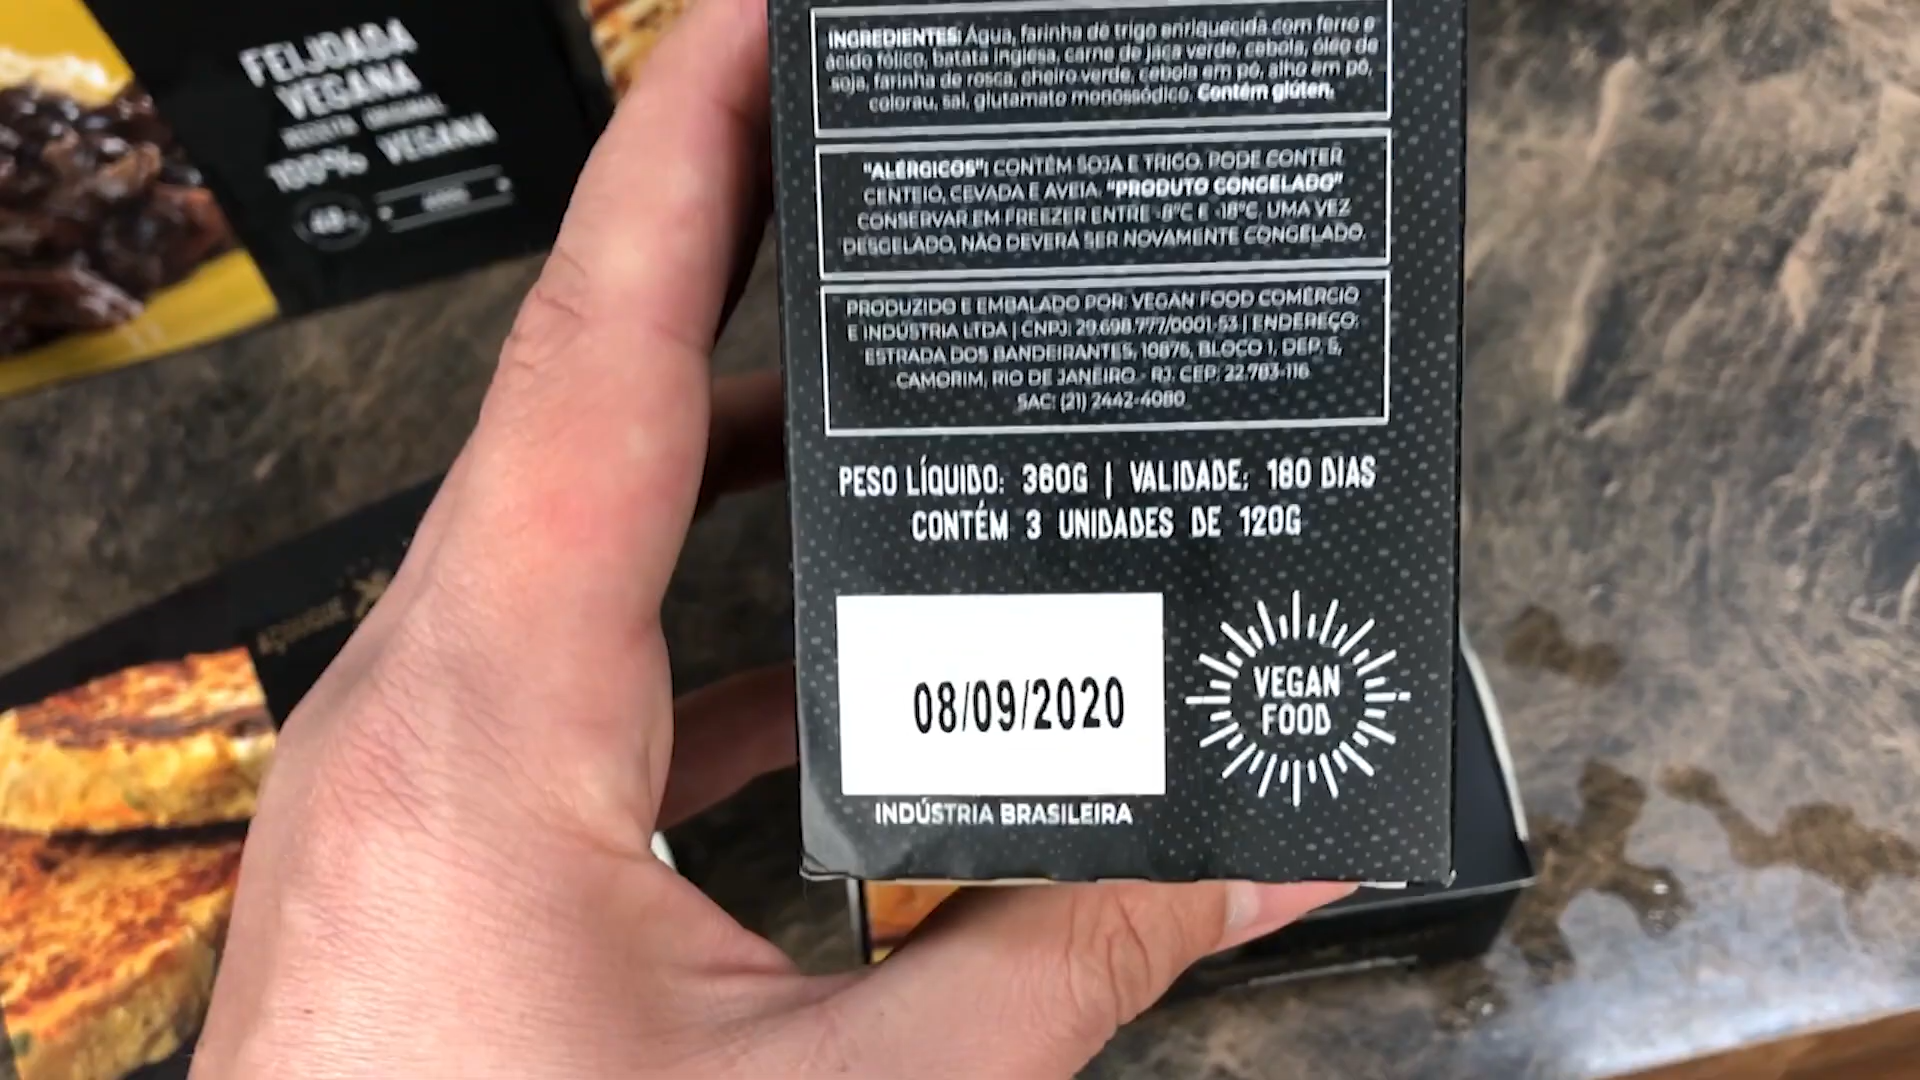 FEIJOADA
VEGANA
100% VEGANA
INGREDIENTES: Água, farinha de trigo enriquecida com ferro e
ácido fólico, batata inglesa, carne de jaca verde, cebola, óleo de
soja, farinha de rosca, cheiro verde, cebola em pó, alho em pó,
colorau, sal, glutamato monossódico. Contém glúten.
"ALÉRGICOS": CONTÉM SOJA E TRIGO. PODE CONTER
CENTEIO, CEVADA E AVEIA. "PRODUTO CONGELADO"
CONSERVAR EM FREEZER ENTRE -8°C E -18°C. UMA VEZ
DESGELADO, NÃO DEVERÁ SER NOVAMENTE CONGELADO.
PRODUZIDO E EMBALADO POR: VEGAN FOOD COMÉRCIO
E INDÚSTRIA LTDA | CNPJ: 29.698.777/0001-53 | ENDEREÇO:
ESTRADA DOS BANDEIRANTES, 10875, BLOCO 1, DEP. 5,
CAMORIM, RIO DE JANEIRO - RJ. CEP: 22.783-116
SAC: (21) 2442-4080
PESO LÍQUIDO: 360G | VALIDADE: 180 DIAS
CONTÉM 3 UNIDADES DE 120G
08/09/2020
VEGAN
FOOD
INDÚSTRIA BRASILEIRA